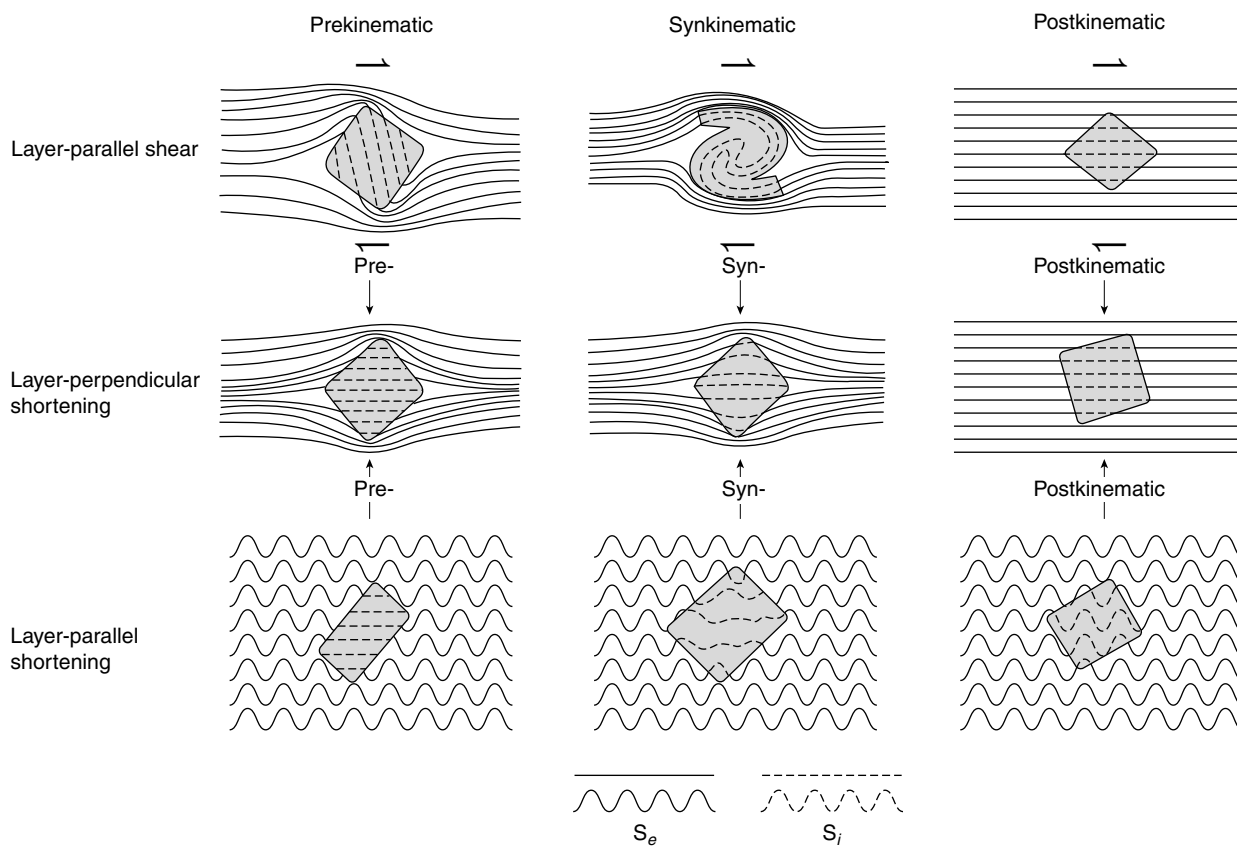 Prekinematic
Synkinematic
Postkinematic
Layer-parallel shear
Pre-
Syn-
Postkinematic
Layer-perpendicular
shortening
Pre-
Syn-
Postkinematic
Layer-parallel
shortening
Se
Si